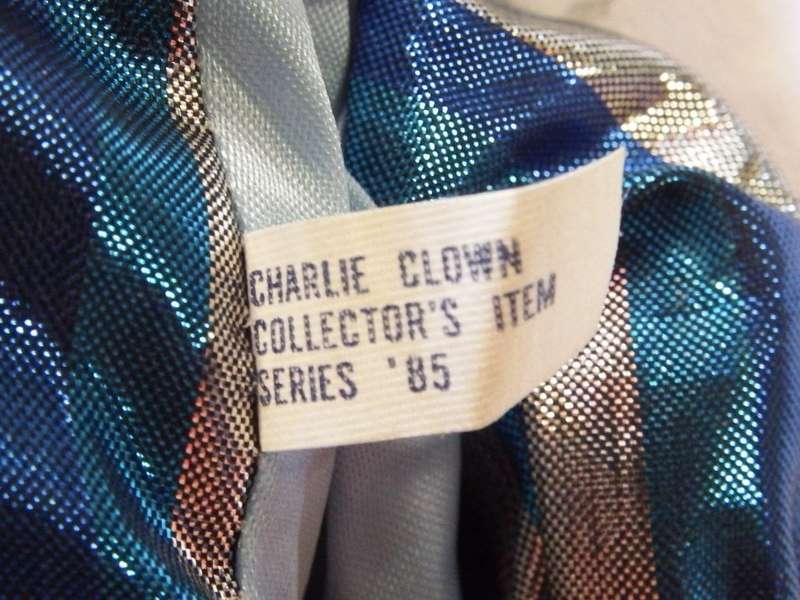 CHARLIE CLOWN
COLLECTOR'S ITEM
SERIES '85